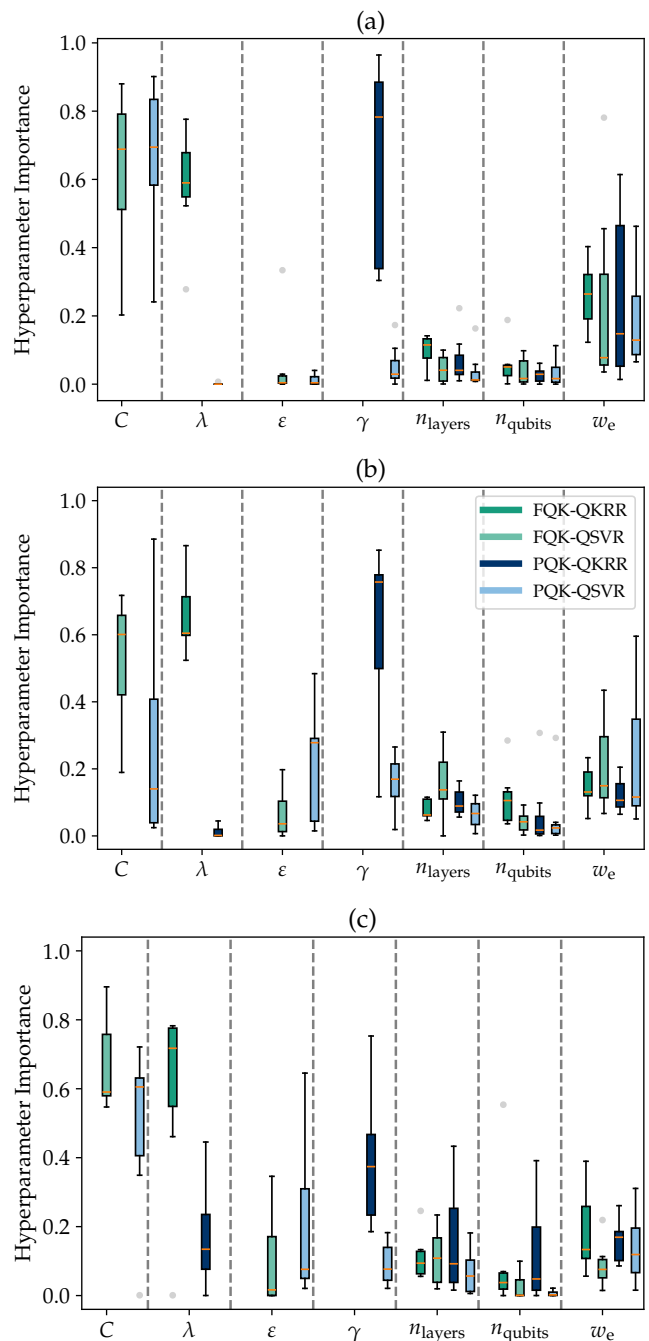 (a)
Hyperparameter Importance
1.0
0.8
0.6
0.4
0.2
0.0
C λ ε γ n_layers n_qubits w_e
(b)
Hyperparameter Importance
1.0
0.8
0.6
0.4
0.2
0.0
FQK-QKRR
FQK-QSVR
PQK-QKRR
PQK-QSVR
C λ ε γ n_layers n_qubits w_e
(c)
Hyperparameter Importance
1.0
0.8
0.6
0.4
0.2
0.0
C λ ε γ n_layers n_qubits w_e